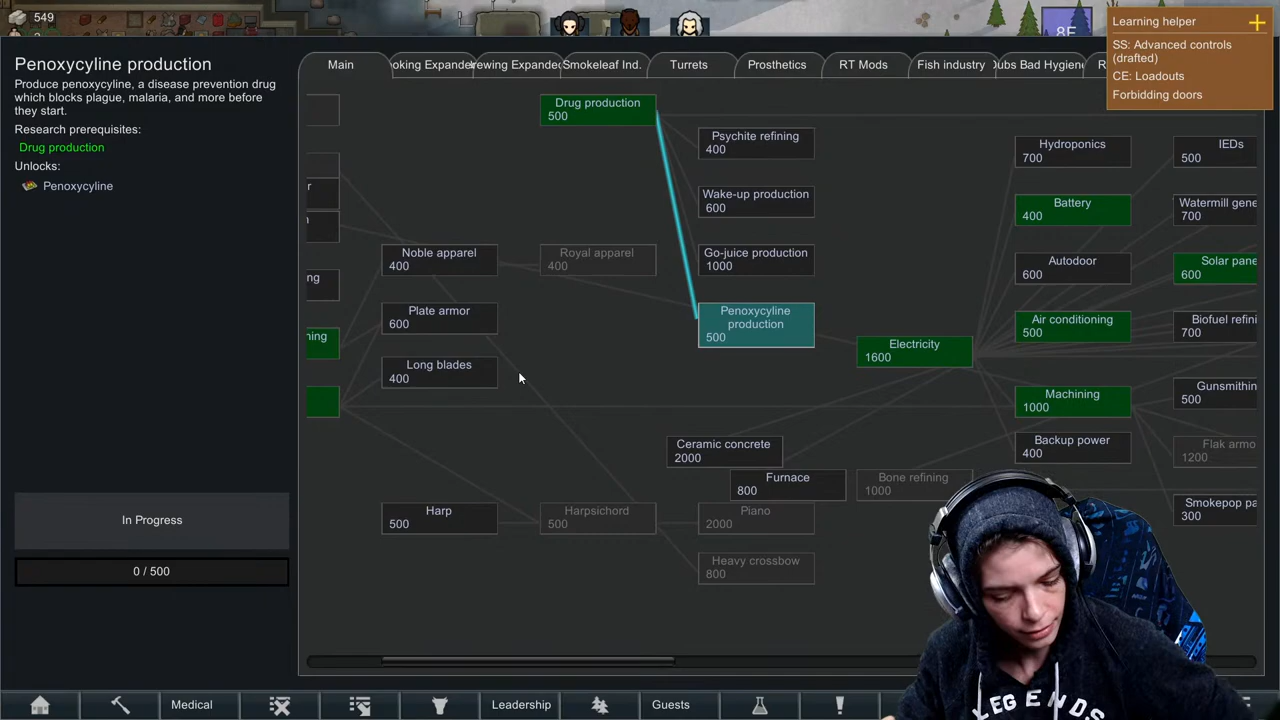 549
8E
Learning helper
SS: Advanced controls
(drafted)
CE: Loadouts
Forbidding doors
Penoxycyline production
Produce penoxycyline, a disease prevention drug
which blocks plague, malaria, and more before
they start.
Research prerequisites:
Drug production
Unlocks:
Penoxycyline
In Progress
0 / 500
Main
ooking Expande
rewing Expande
Smokeleaf Ind.
Turrets
Prosthetics
RT Mods
Fish industry
Dubs Bad Hygien
R
Drug production
500
Psychite refining
400
Wake-up production
600
Go-juice production
1000
Penoxycyline
production
500
r
ng
ning
Noble apparel
400
Royal apparel
400
Plate armor
600
Long blades
400
Electricity
1600
Hydroponics
700
IEDs
500
Battery
400
Watermill gene
700
Autodoor
600
Solar pane
600
Air conditioning
500
Biofuel refini
700
Machining
1000
Gunsmithin
500
Backup power
400
Flak armo
1200
Smokepop pa
300
Ceramic concrete
2000
Furnace
800
Bone refining
1000
Harp
500
Harpsichord
500
Piano
2000
Heavy crossbow
800
LEGENDS
Medical
Leadership
Guests